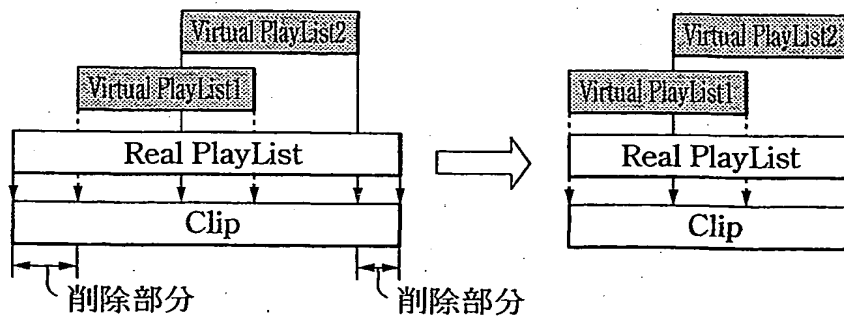 Virtual PlayList2
Virtual PlayList1
Real PlayList
Clip
削除部分
削除部分
Virtual PlayList2
Virtual PlayList1
Real PlayList
Clip